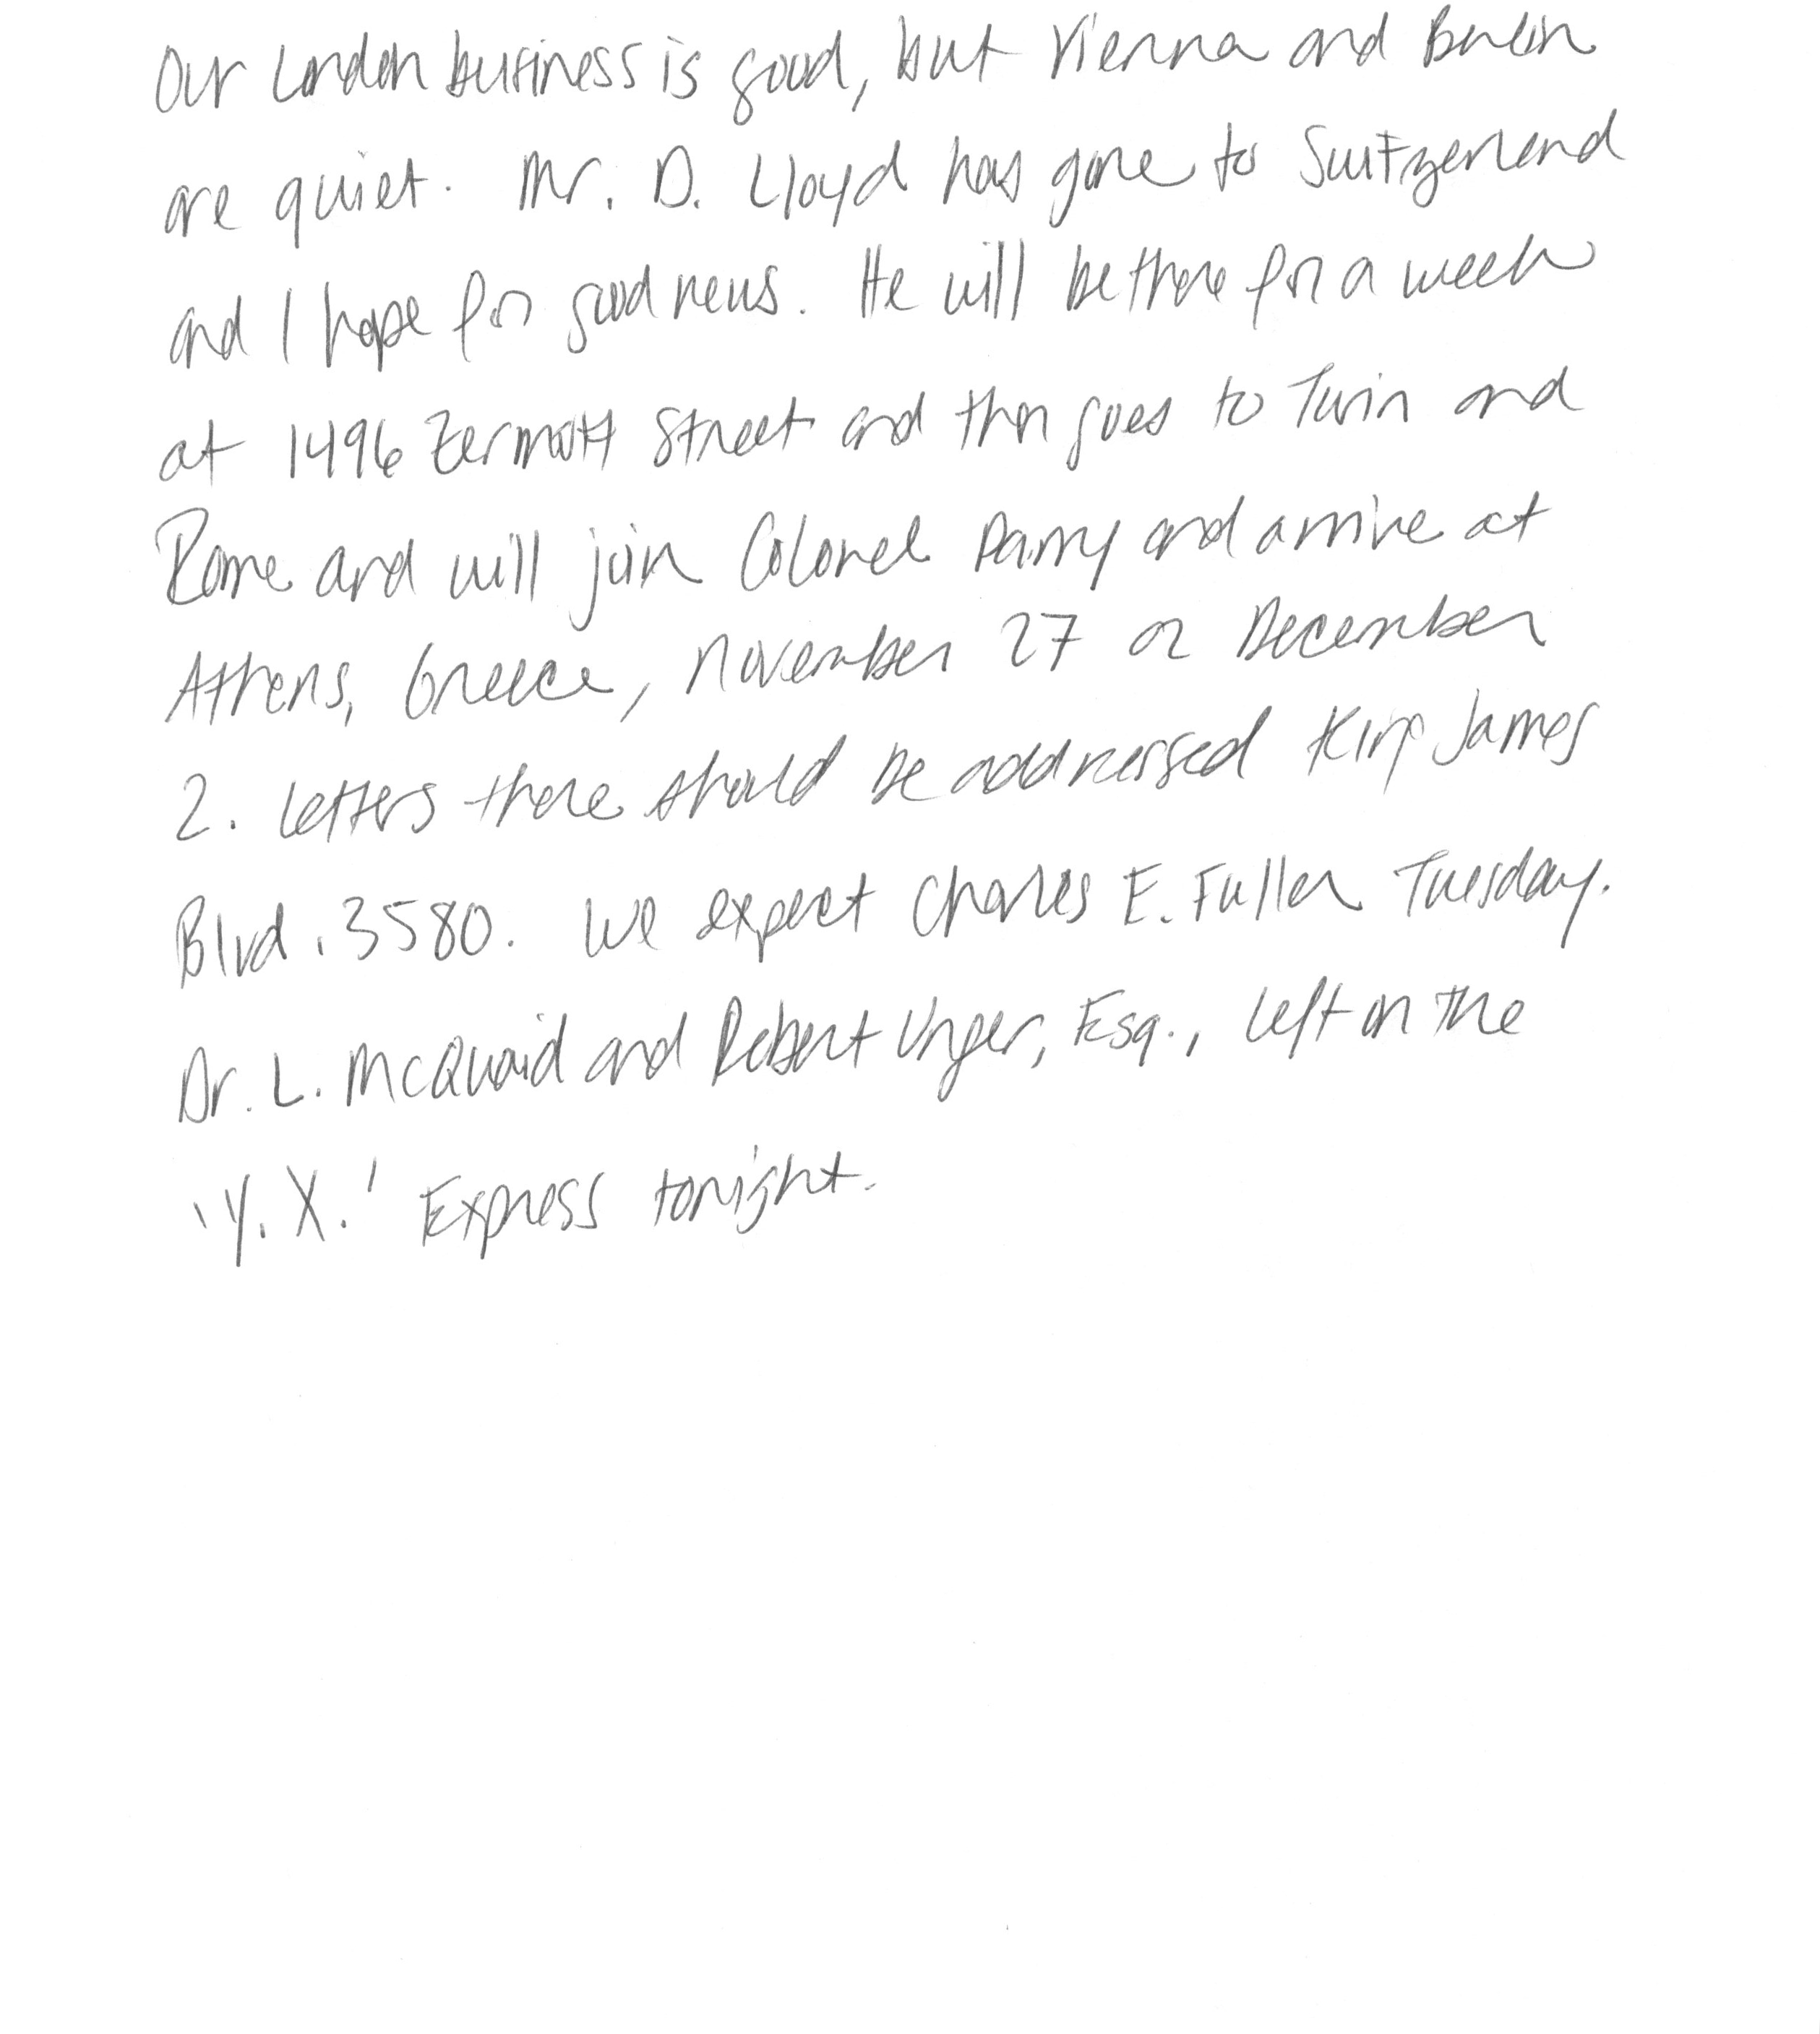 Our London business is good, but Vienna and Berlin
are quiet. Mr. D. Lloyd has gone to Switzerland
and I hope for good news. He will be there for a week
at 1496 Zermott Street and then goes to Turin and
Rome and will join Colonel Parry and arrive at
Athens, Greece, November 27 or December
2. Letters there should be addressed King James
Blvd. 3580. We expect Charles E. Fuller Tuesday.
Dr. L. McQuaid and Robert Unger, Esq., left on the
'Y. X.' Express tonight.